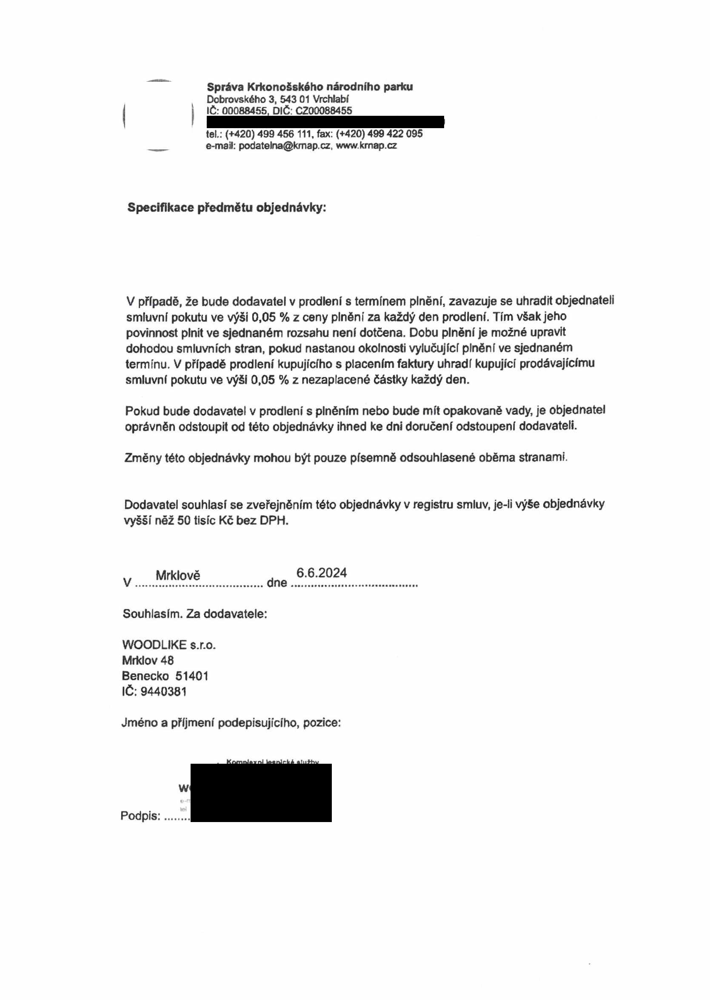 Správa Krkonošského národního parku
Dobrovského 3, 543 01 Vrchlabí
IČ: 00088455, DIČ: CZ00088455
tel.: (+420) 499 456 111, fax: (+420) 499 422 095
e-mail: podatelna@krnap.cz, www.krnap.cz
Specifikace předmětu objednávky:
V případě, že bude dodavatel v prodlení s termínem plnění, zavazuje se uhradit objednateli
smluvní pokutu ve výši 0,05 % z ceny plnění za každý den prodlení. Tím však jeho
povinnost plnit ve sjednaném rozsahu není dotčena. Dobu plnění je možné upravit
dohodou smluvních stran, pokud nastanou okolnosti vylučující plnění ve sjednaném
termínu. V případě prodlení kupujícího s placením faktury uhradí kupující prodávajícímu
smluvní pokutu ve výši 0,05 % z nezaplacené částky každý den.
Pokud bude dodavatel v prodlení s plněním nebo bude mít opakovaně vady, je objednatel
oprávněn odstoupit od této objednávky ihned ke dni doručení odstoupení dodavateli.
Změny této objednávky mohou být pouze písemně odsouhlasené oběma stranami.
Dodavatel souhlasí se zveřejněním této objednávky v registru smluv, je-li výše objednávky
vyšší něž 50 tisíc Kč bez DPH.
V Mrklově dne 6.6.2024
Souhlasím. Za dodavatele:
WOODLIKE s.r.o.
Mrklov 48
Benecko 51401
IČ: 9440381
Jméno a příjmení podepisujícího, pozice:
Komplexní lesnické služby
Podpis: ........